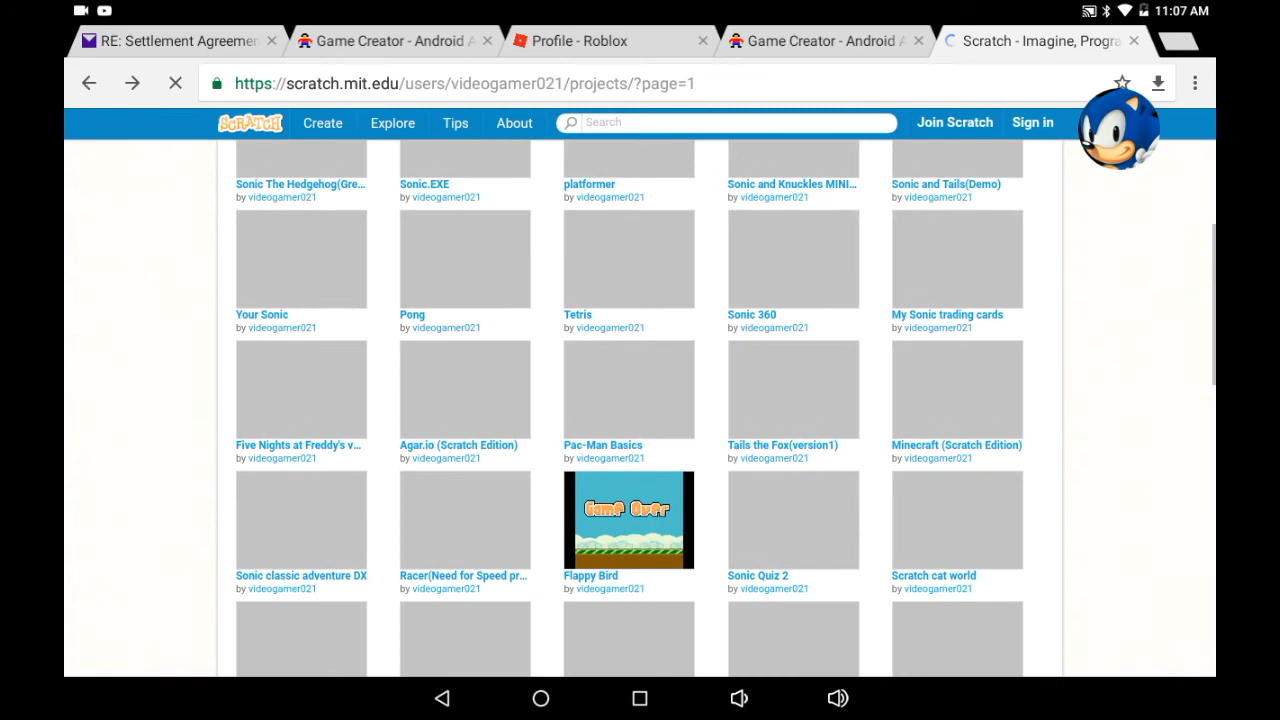 11:07 AM
RE: Settlement Agreemen
Game Creator - Android A
Profile - Roblox
Game Creator - Android A
Scratch - Imagine, Progra
https://scratch.mit.edu/users/videogamer021/projects/?page=1
SCRATCH Create Explore Tips About Search Join Scratch Sign in
Sonic The Hedgehog(Gre... Sonic.EXE platformer Sonic and Knuckles MINI... Sonic and Tails(Demo)
by videogamer021 by videogamer021 by videogamer021 by videogamer021 by videogamer021
Your Sonic Pong Tetris Sonic 360 My Sonic trading cards
by videogamer021 by videogamer021 by videogamer021 by videogamer021 by videogamer021
Five Nights at Freddy's v... Agar.io (Scratch Edition) Pac-Man Basics Tails the Fox(version1) Minecraft (Scratch Edition)
by videogamer021 by videogamer021 by videogamer021 by videogamer021 by videogamer021
Game Over
Sonic classic adventure DX Racer(Need for Speed pr... Flappy Bird Sonic Quiz 2 Scratch cat world
by videogamer021 by videogamer021 by videogamer021 by videogamer021 by videogamer021